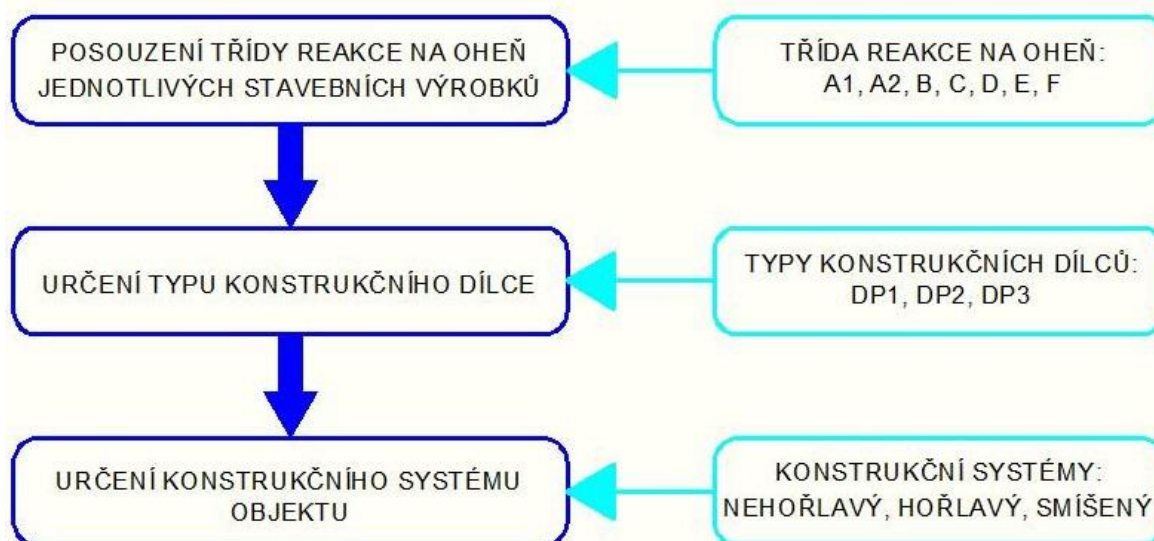 POSOUZENÍ TŘÍDY REAKCE NA OHEŇ
JEDNOTLIVÝCH STAVEBNÍCH VÝROBKŮ
TŘÍDA REAKCE NA OHEŇ:
A1, A2, B, C, D, E, F
URČENÍ TYPU KONSTRUKČNÍHO DÍLCE
TYPY KONSTRUKČNÍCH DÍLCŮ:
DP1, DP2, DP3
URČENÍ KONSTRUKČNÍHO SYSTÉMU
OBJEKTU
KONSTRUKČNÍ SYSTÉMY:
NEHOŘLAVÝ, HOŘLAVÝ, SMÍŠENÝ